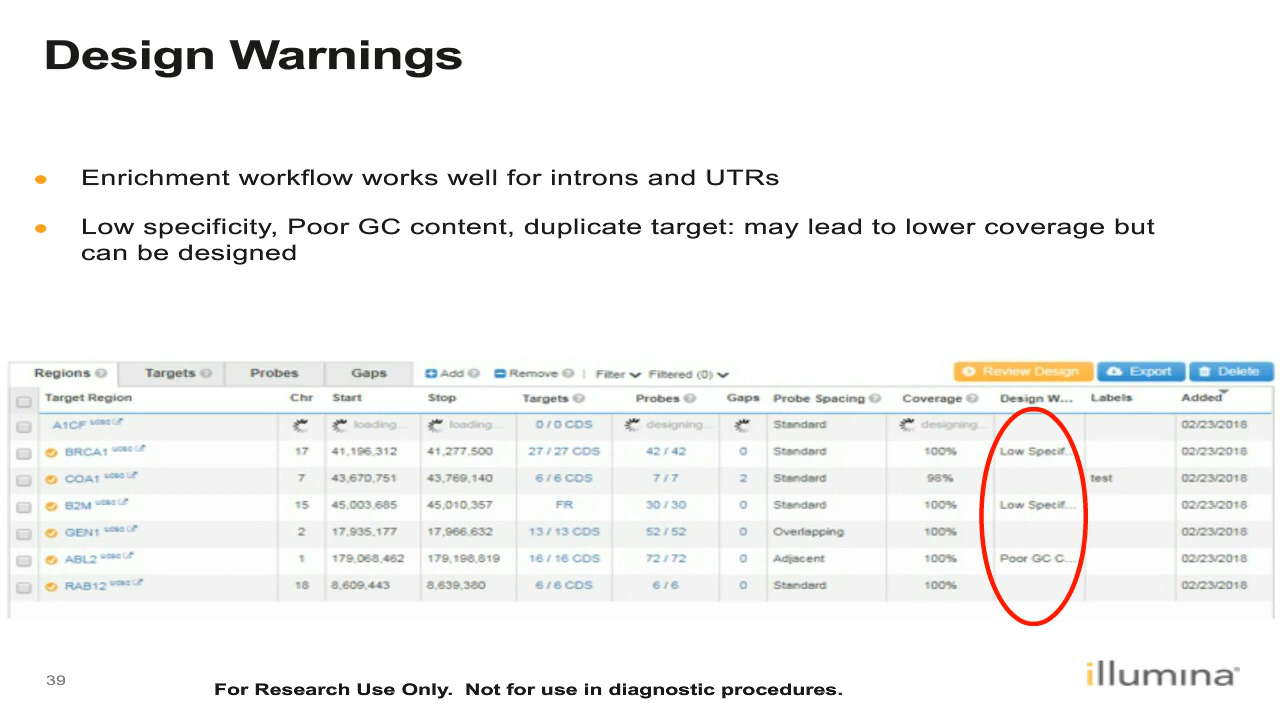 Design Warnings
• Enrichment workflow works well for introns and UTRs
• Low specificity, Poor GC content, duplicate target: may lead to lower coverage but
can be designed
Regions Targets Probes Gaps Add Remove | Filter Filtered (0) Review Design Export Delete
Target Region Chr Start Stop Targets Probes Gaps Probe Spacing Coverage Design W... Labels Added
A1CF UCSC loading... loading... 0 / 0 CDS designing... Standard designing... 02/23/2018
BRCA1 UCSC 17 41,196,312 41,277,500 27 / 27 CDS 42 / 42 0 Standard 100% Low Specif... 02/23/2018
COA1 UCSC 7 43,670,751 43,769,140 6 / 6 CDS 7 / 7 2 Standard 98% test 02/23/2018
B2M UCSC 15 45,003,685 45,010,357 FR 30 / 30 0 Standard 100% Low Specif... 02/23/2018
GEN1 UCSC 2 17,935,177 17,966,632 13 / 13 CDS 52 / 52 0 Overlapping 100% 02/23/2018
ABL2 UCSC 1 179,068,462 179,198,819 16 / 16 CDS 72 / 72 0 Adjacent 100% Poor GC C... 02/23/2018
RAB12 UCSC 18 8,609,443 8,639,380 6 / 6 CDS 6 / 6 0 Standard 100% 02/23/2018
39
For Research Use Only. Not for use in diagnostic procedures.
illumina®